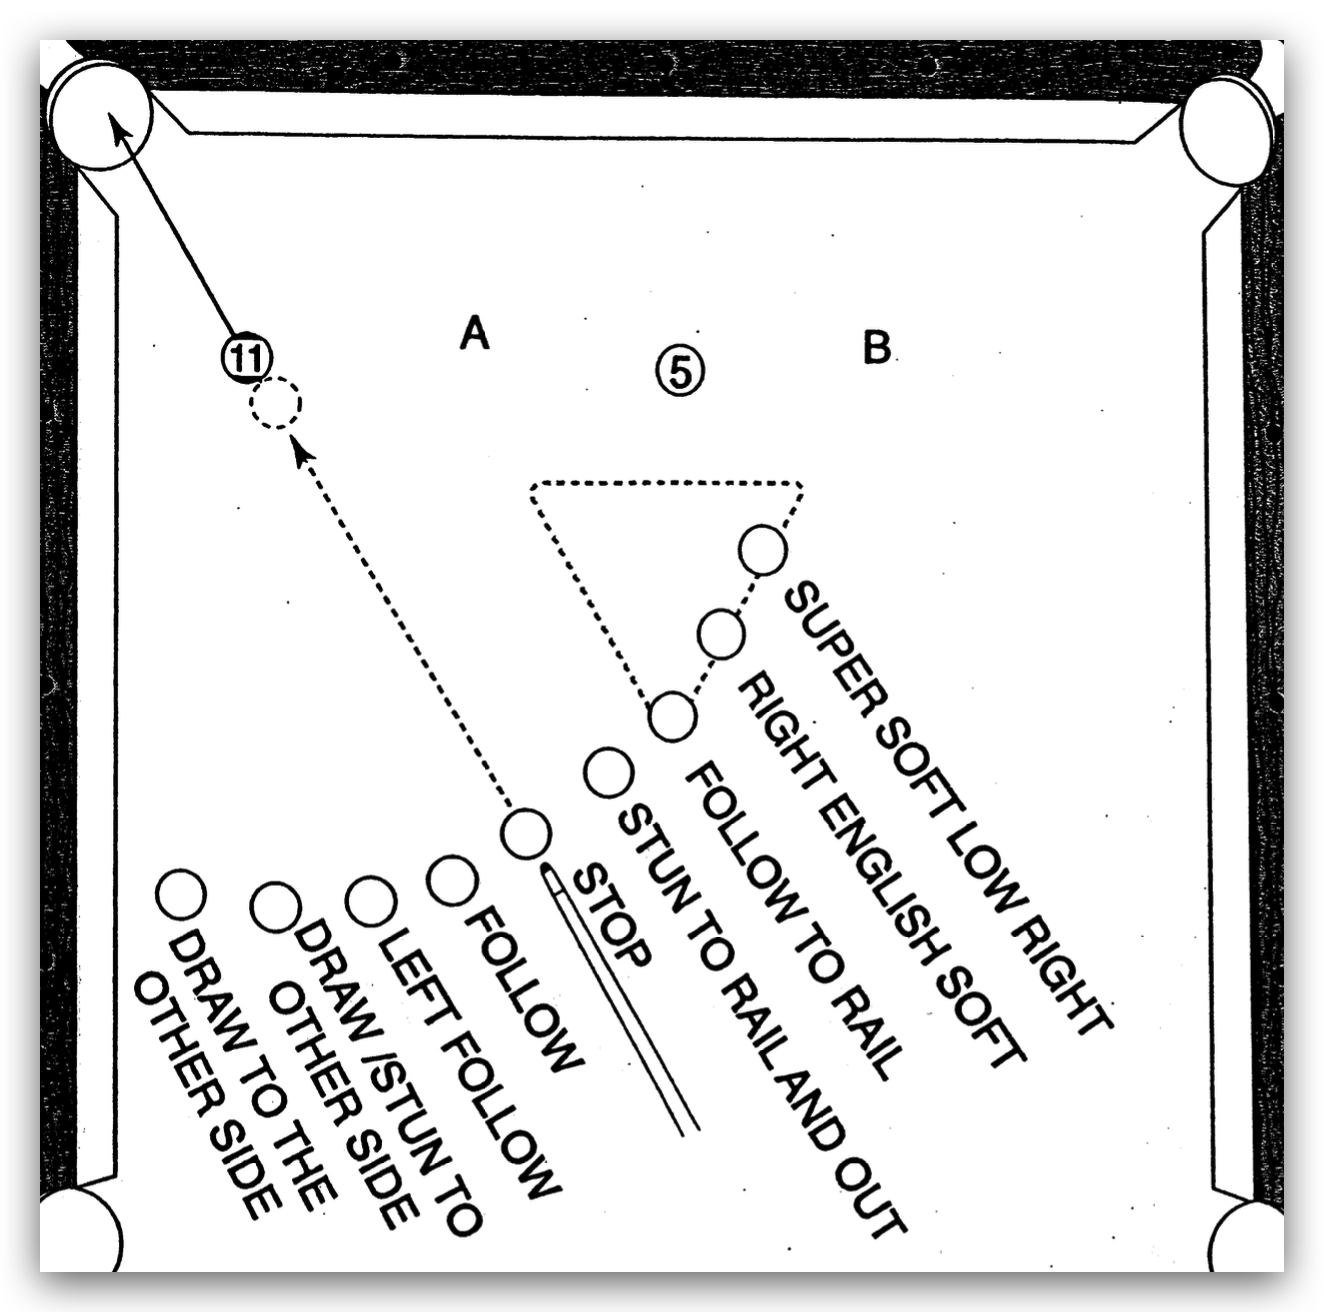 A
B
11
5
SUPER SOFT LOW RIGHT
RIGHT ENGLISH SOFT
FOLLOW TO RAIL
STUN TO RAIL AND OUT
STOP
FOLLOW
LEFT FOLLOW
DRAW /STUN TO
OTHER SIDE
DRAW TO THE
OTHER SIDE